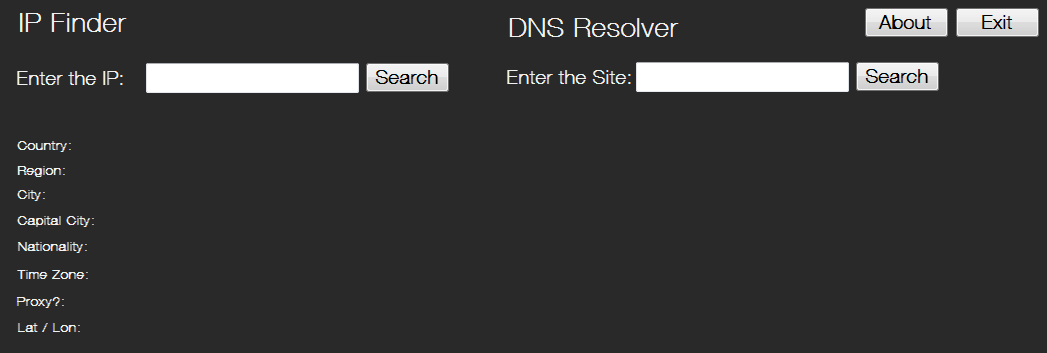 IP Finder
DNS Resolver
About
Exit
Enter the IP:
Search
Enter the Site:
Search
Country:
Region:
City:
Capital City:
Nationality:
Time Zone:
Proxy?:
Lat / Lon: